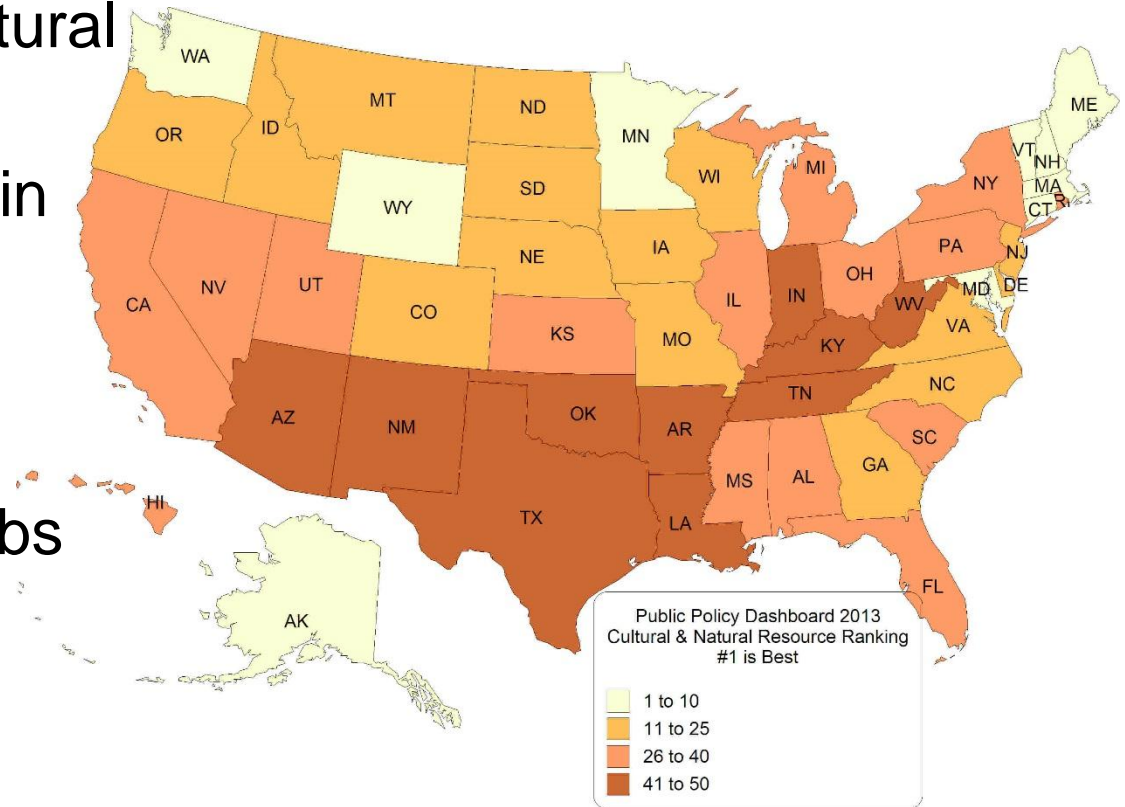 tural
in
bs
WA
MT
ND
MN
ME
OR
ID
VT
NH
WI
MI
SD
NY
MA
RI
WY
CT
IA
NE
PA
NJ
OH
NV
UT
IL
IN
DE
MD
CA
CO
WV
KS
MO
VA
KY
NC
TN
AZ
NM
OK
AR
SC
GA
MS
AL
HI
TX
LA
FL
AK
Public Policy Dashboard 2013
Cultural & Natural Resource Ranking
#1 is Best
1 to 10
11 to 25
26 to 40
41 to 50